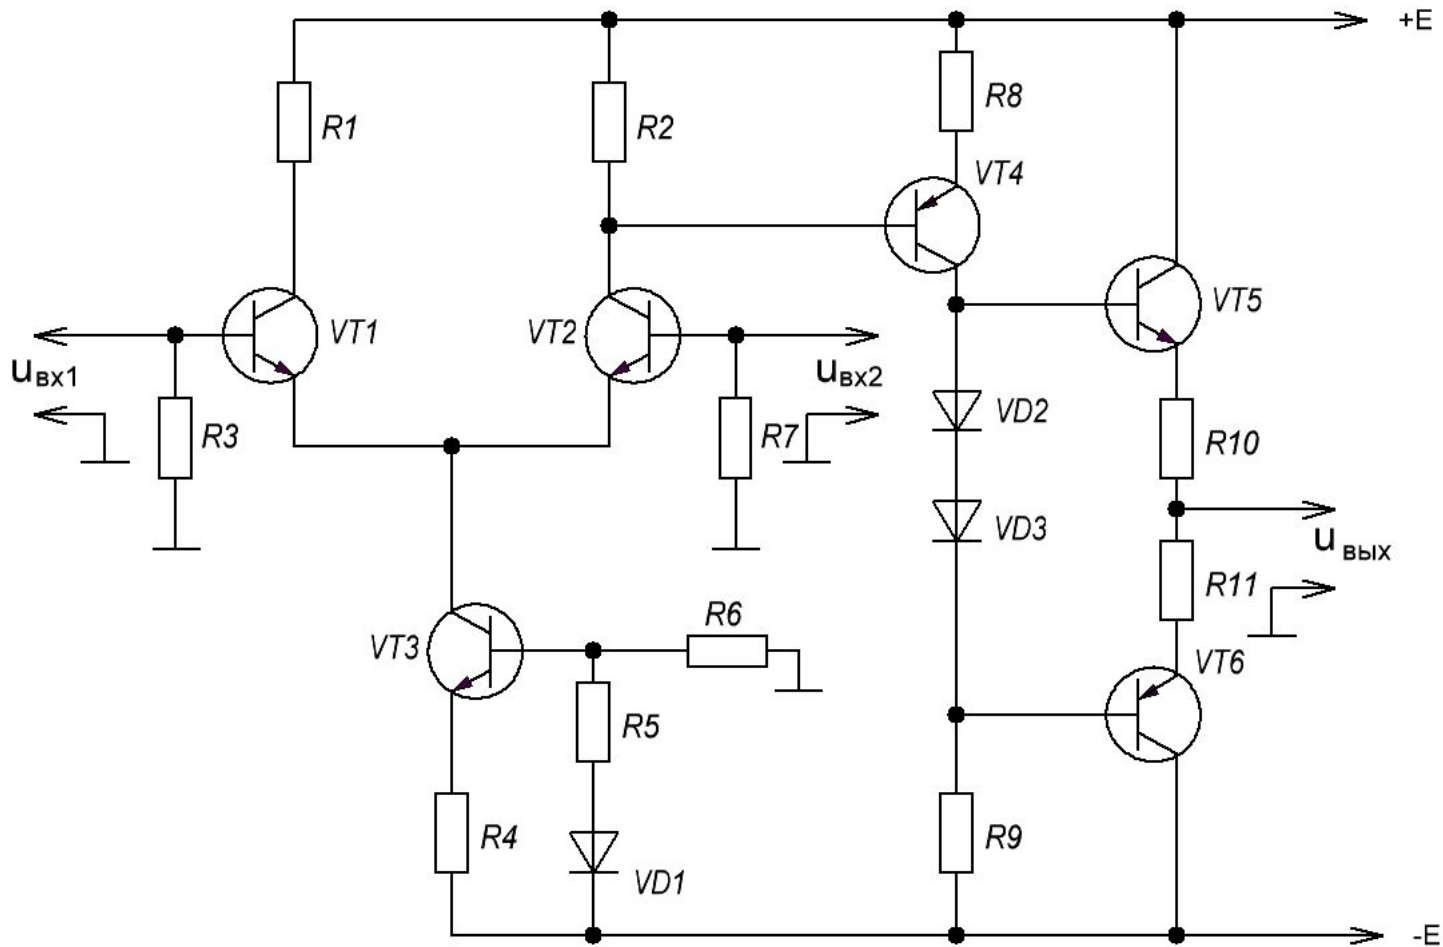 +E
R1
R2
R8
VT4
VT1
VT2
VT5
uвх1
uвх2
R3
R7
VD2
R10
VD3
uвых
R11
R6
VT3
VT6
R5
R4
R9
VD1
-E